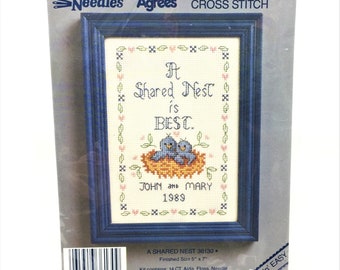 Needles
Agrees
CROSS STITCH
A
Shared Nest
is
BEST.
JOHN and MARY
1989
A SHARED NEST 38130
Finished Size 5" x 7"
EASY